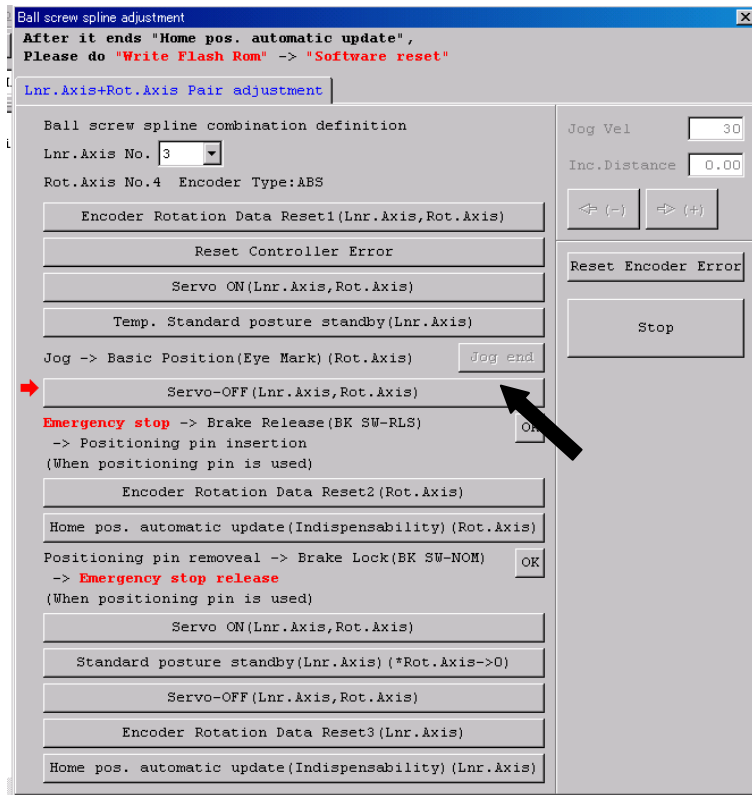 Ball screw spline adjustment
After it ends "Home pos. automatic update",
Please do "Write Flash Rom" -> "Software reset"
Lnr.Axis+Rot.Axis Pair adjustment
Ball screw spline combination definition
Lnr.Axis No. 3
Rot.Axis No.4 Encoder Type:ABS
Encoder Rotation Data Reset1(Lnr.Axis,Rot.Axis)
Reset Controller Error
Servo ON(Lnr.Axis,Rot.Axis)
Temp. Standard posture standby(Lnr.Axis)
Jog -> Basic Position(Eye Mark)(Rot.Axis) Jog end
Servo-OFF(Lnr.Axis,Rot.Axis)
Emergency stop -> Brake Release(BK SW-RLS)
-> Positioning pin insertion
(When positioning pin is used)
OK
Encoder Rotation Data Reset2(Rot.Axis)
Home pos. automatic update(Indispensability)(Rot.Axis)
Positioning pin removeal -> Brake Lock(BK SW-NOM)
-> Emergency stop release
(When positioning pin is used)
OK
Servo ON(Lnr.Axis,Rot.Axis)
Standard posture standby(Lnr.Axis)(*Rot.Axis->0)
Servo-OFF(Lnr.Axis,Rot.Axis)
Encoder Rotation Data Reset3(Lnr.Axis)
Home pos. automatic update(Indispensability)(Lnr.Axis)
Jog Vel 30
Inc.Distance 0.00
(-) (+)
Reset Encoder Error
Stop